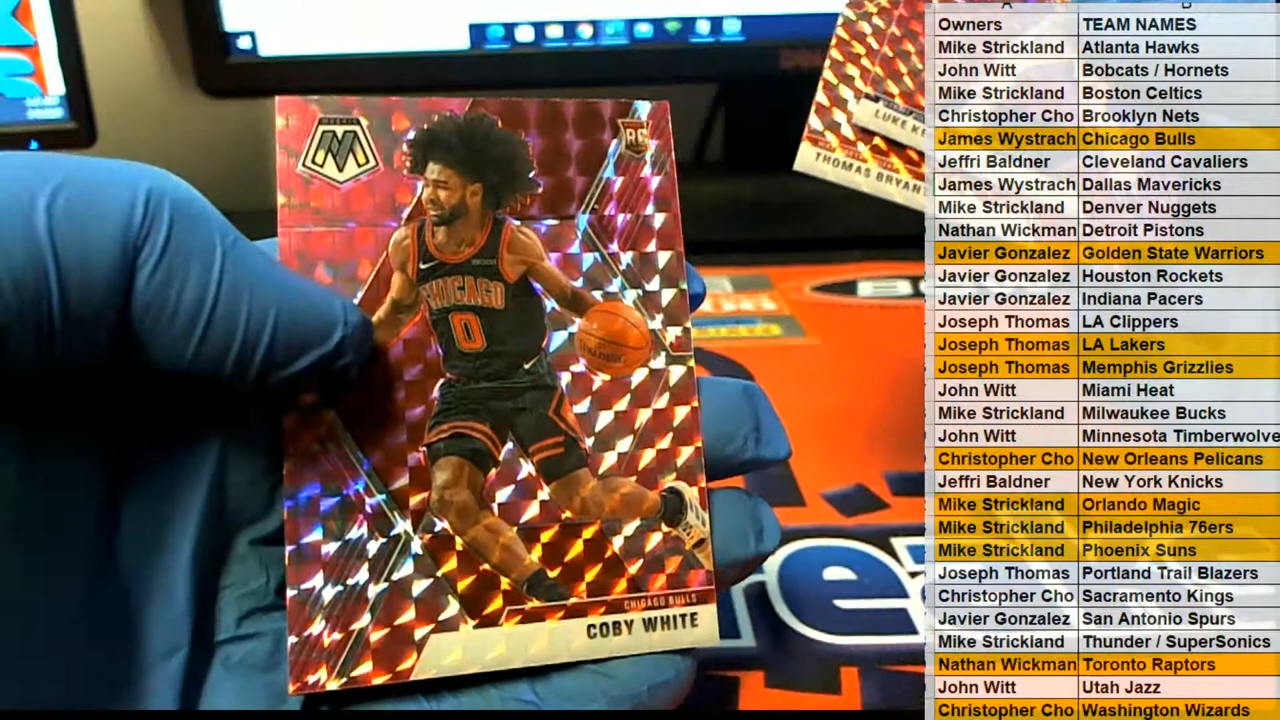 MOSAIC
RC
CHICAGO
0
SPALDING
CHICAGO BULLS
COBY WHITE
LUKE KE
THOMAS BRYAN
A B
Owners TEAM NAMES
Mike Strickland Atlanta Hawks
John Witt Bobcats / Hornets
Mike Strickland Boston Celtics
Christopher Cho Brooklyn Nets
James Wystrach Chicago Bulls
Jeffri Baldner Cleveland Cavaliers
James Wystrach Dallas Mavericks
Mike Strickland Denver Nuggets
Nathan Wickman Detroit Pistons
Javier Gonzalez Golden State Warriors
Javier Gonzalez Houston Rockets
Javier Gonzalez Indiana Pacers
Joseph Thomas LA Clippers
Joseph Thomas LA Lakers
Joseph Thomas Memphis Grizzlies
John Witt Miami Heat
Mike Strickland Milwaukee Bucks
John Witt Minnesota Timberwolve
Christopher Cho New Orleans Pelicans
Jeffri Baldner New York Knicks
Mike Strickland Orlando Magic
Mike Strickland Philadelphia 76ers
Mike Strickland Phoenix Suns
Joseph Thomas Portland Trail Blazers
Christopher Cho Sacramento Kings
Javier Gonzalez San Antonio Spurs
Mike Strickland Thunder / SuperSonics
Nathan Wickman Toronto Raptors
John Witt Utah Jazz
Christopher Cho Washington Wizards